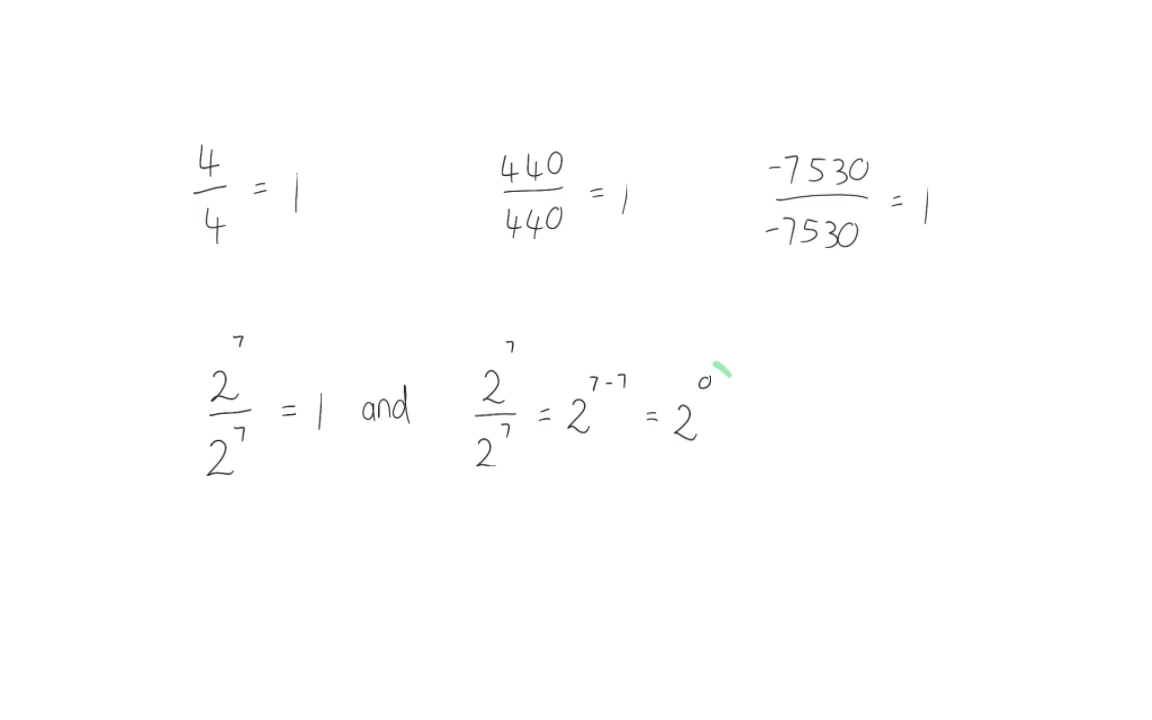 4/4 = 1    440/440 = 1    -7530/-7530 = 1
2^7/2^7 = 1 and 2^7/2^7 = 2^(7-7) = 2^0